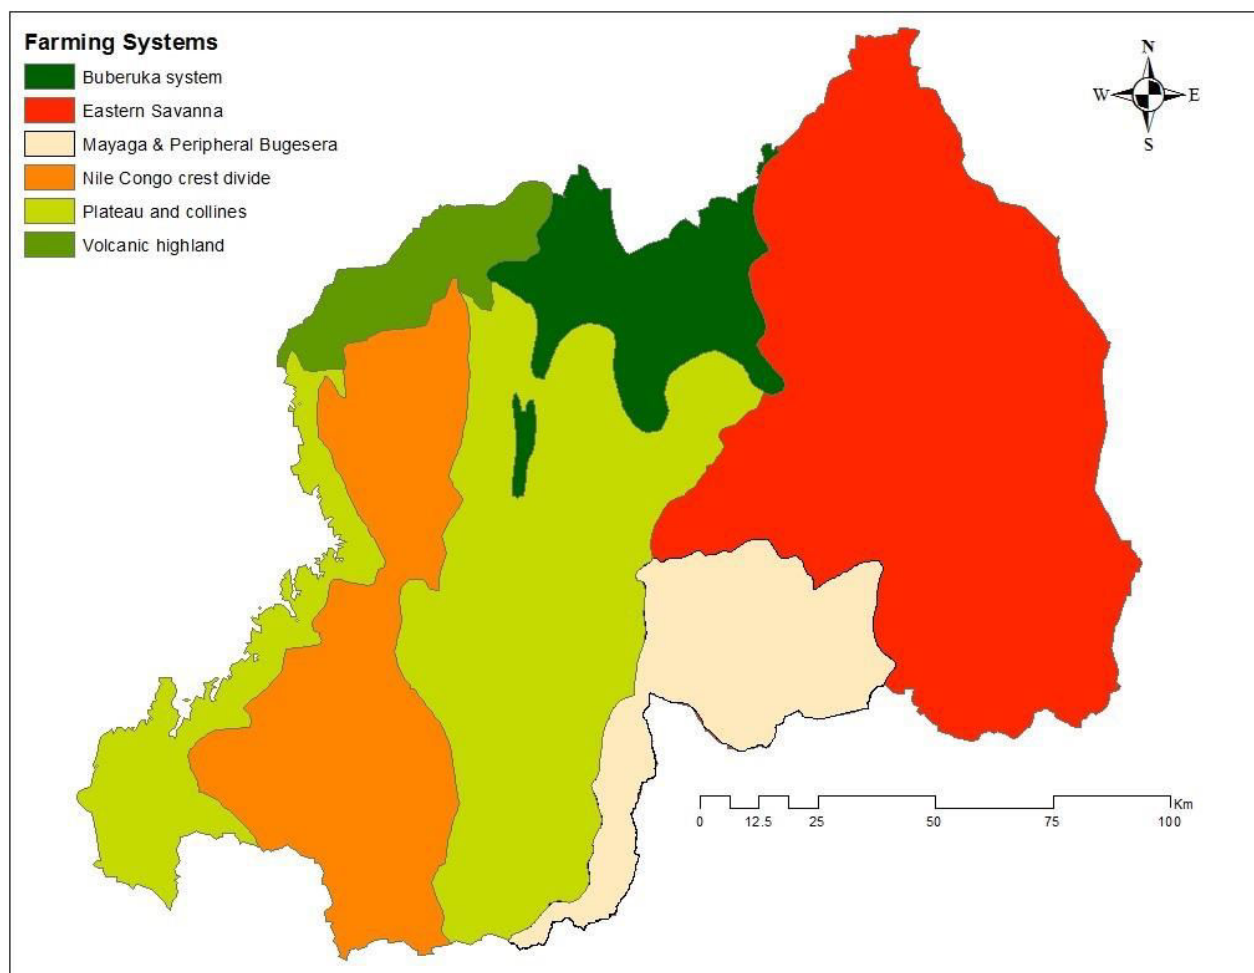 Farming Systems
Buberuka system
Eastern Savanna
Mayaga & Peripheral Bugesera
Nile Congo crest divide
Plateau and collines
Volcanic highland
N
W E
S
Km
0 12.5 25 50 75 100